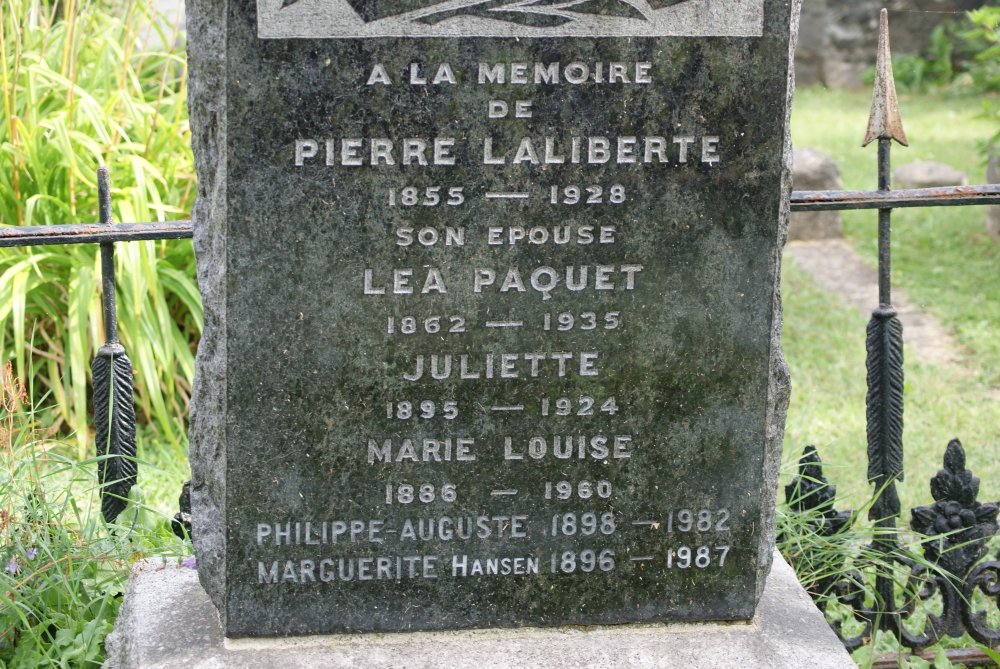 A LA MEMOIRE
DE
PIERRE LALIBERTE
1855 — 1928
SON EPOUSE
LEA PAQUET
1862 — 1935
JULIETTE
1895 — 1924
MARIE LOUISE
1886 — 1960
PHILIPPE-AUGUSTE 1898 — 1982
MARGUERITE HANSEN 1896 — 1987